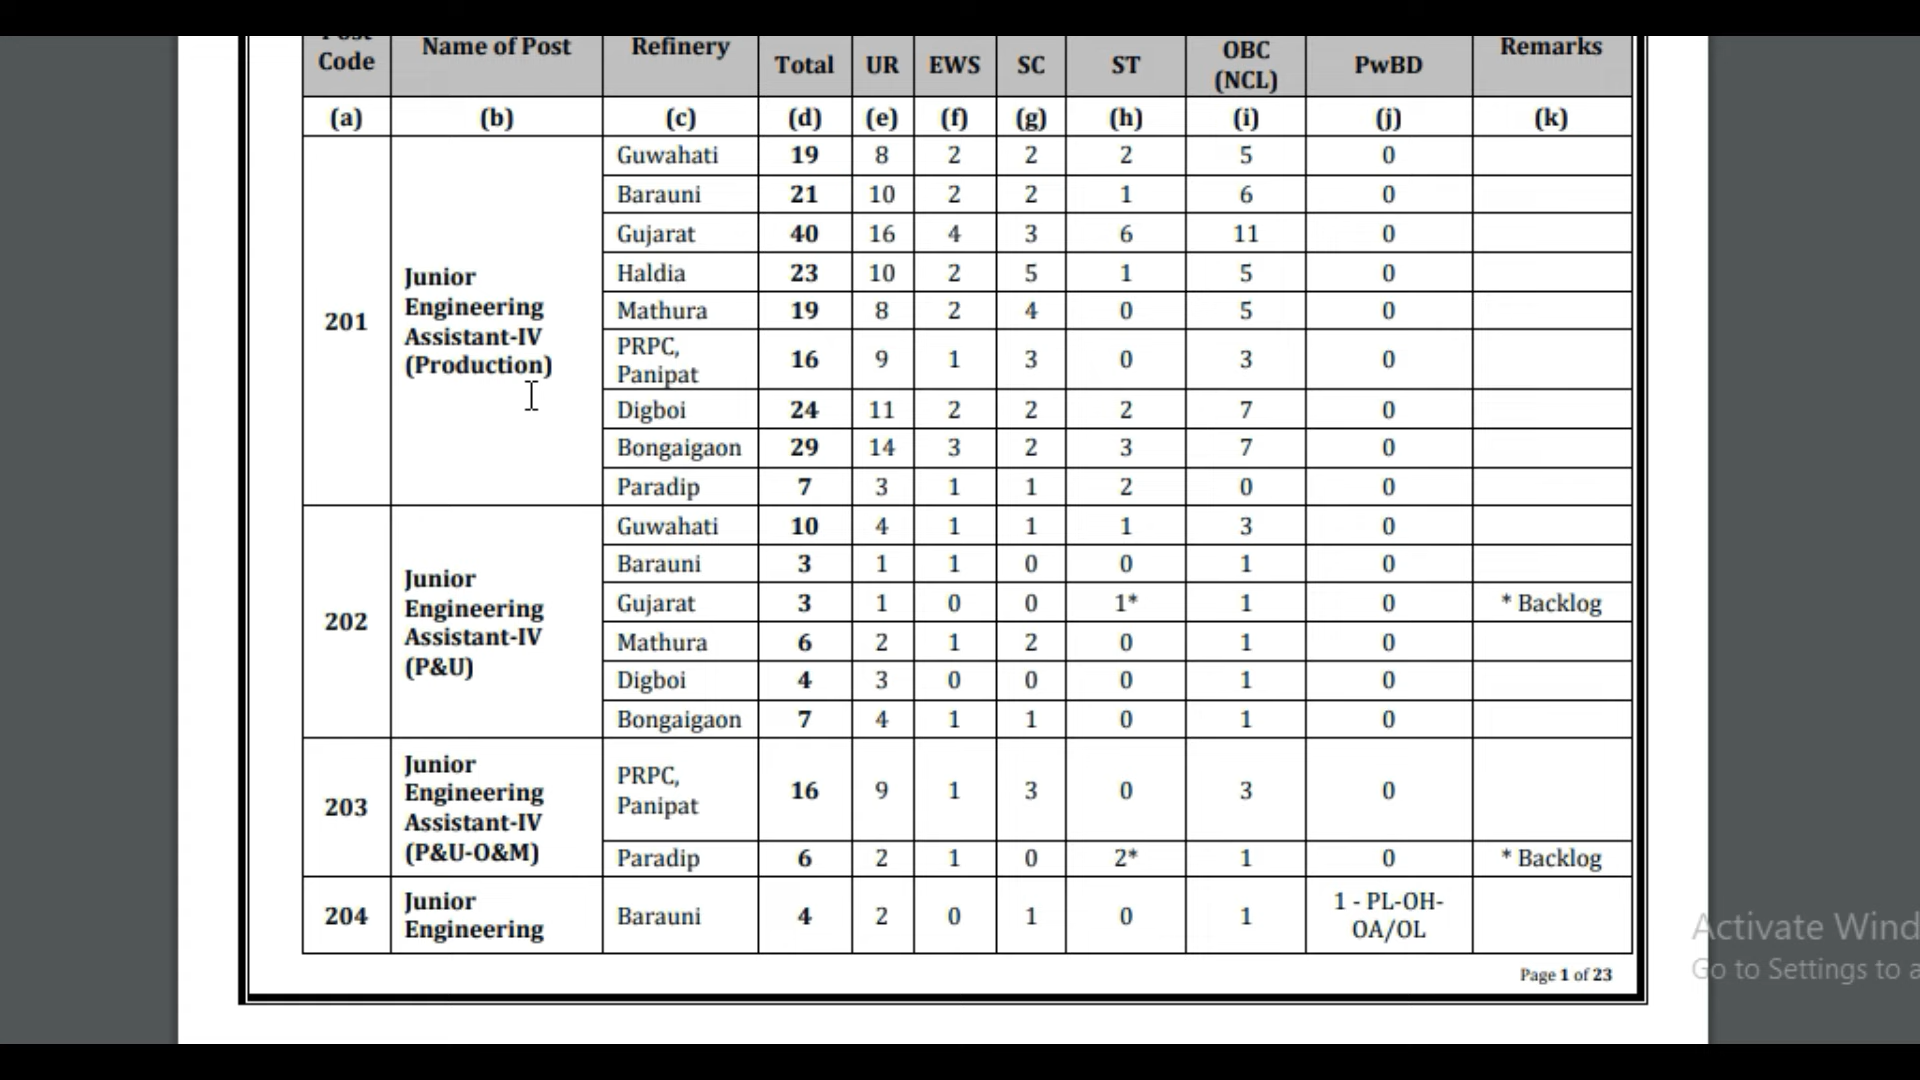 Post Code Name of Post Refinery Total UR EWS SC ST OBC (NCL) PwBD Remarks
(a) (b) (c) (d) (e) (f) (g) (h) (i) (j) (k)
201 Junior Engineering Assistant-IV (Production) Guwahati 19 8 2 2 2 5 0
Barauni 21 10 2 2 1 6 0
Gujarat 40 16 4 3 6 11 0
Haldia 23 10 2 5 1 5 0
Mathura 19 8 2 4 0 5 0
PRPC, Panipat 16 9 1 3 0 3 0
Digboi 24 11 2 2 2 7 0
Bongaigaon 29 14 3 2 3 7 0
Paradip 7 3 1 1 2 0 0
202 Junior Engineering Assistant-IV (P&U) Guwahati 10 4 1 1 1 3 0
Barauni 3 1 1 0 0 1 0
Gujarat 3 1 0 0 1* 1 0 * Backlog
Mathura 6 2 1 2 0 1 0
Digboi 4 3 0 0 0 1 0
Bongaigaon 7 4 1 1 0 1 0
203 Junior Engineering Assistant-IV (P&U-O&M) PRPC, Panipat 16 9 1 3 0 3 0
Paradip 6 2 1 0 2* 1 0 * Backlog
204 Junior Engineering Barauni 4 2 0 1 0 1 1 - PL-OH-OA/OL
Page 1 of 23
Activate Wind
Go to Settings to a